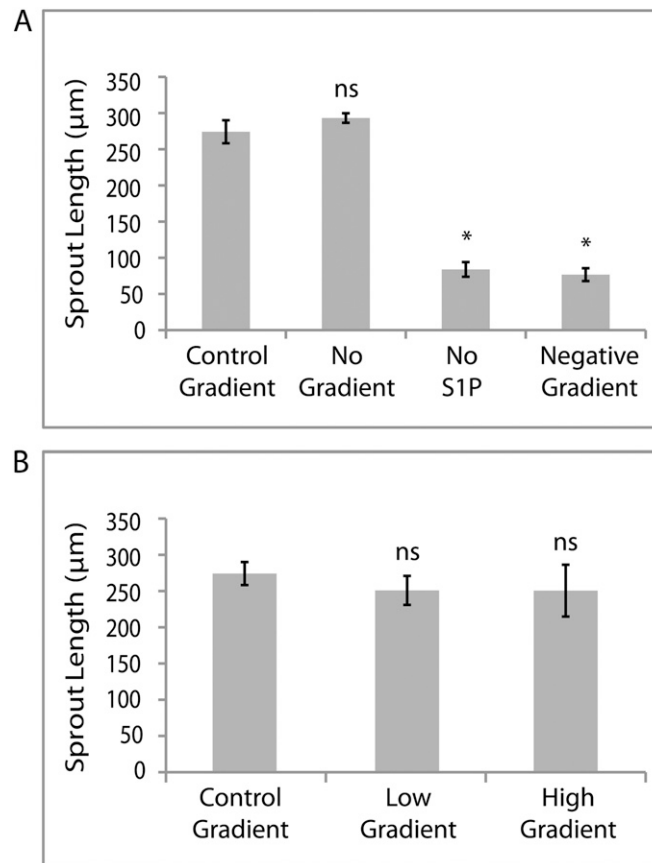 A
Sprout Length (µm)
350
300
250
200
150
100
50
0
ns
*
*
Control
Gradient
No
Gradient
No
S1P
Negative
Gradient
B
Sprout Length (µm)
350
300
250
200
150
100
50
0
ns
ns
Control
Gradient
Low
Gradient
High
Gradient